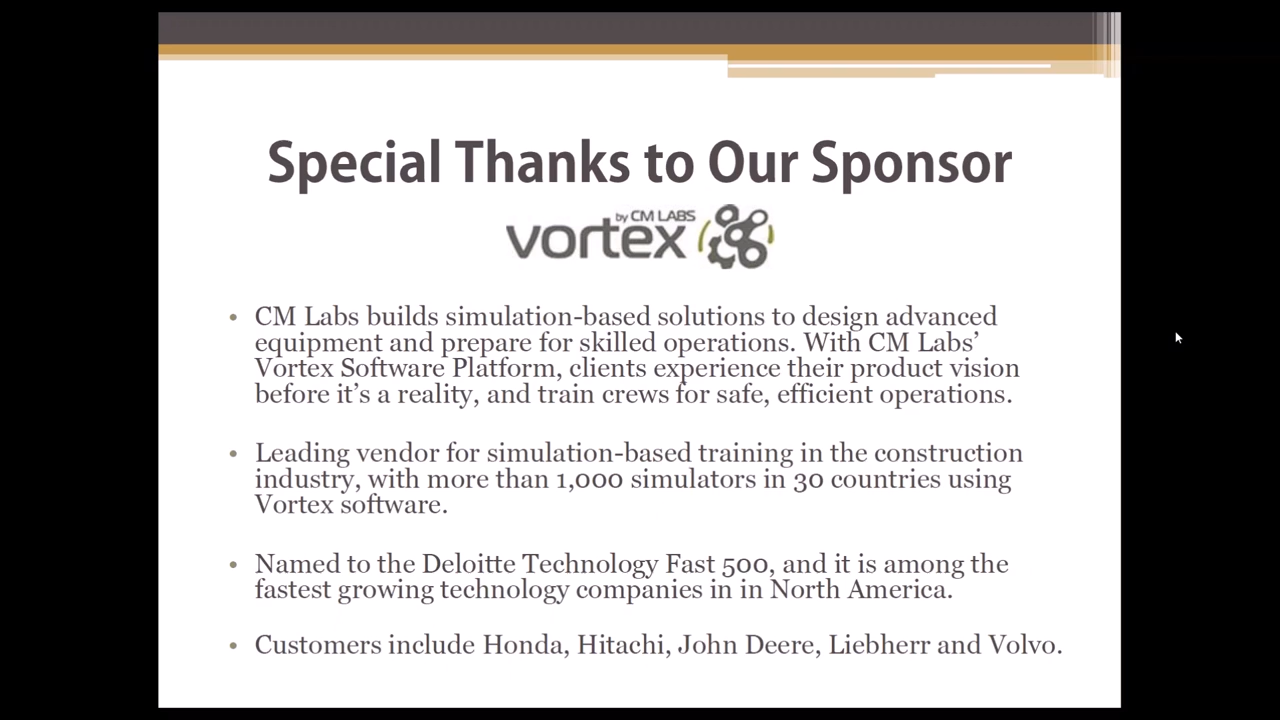 Special Thanks to Our Sponsor
by CM LABS
vortex
• CM Labs builds simulation-based solutions to design advanced
equipment and prepare for skilled operations. With CM Labs’
Vortex Software Platform, clients experience their product vision
before it’s a reality, and train crews for safe, efficient operations.
• Leading vendor for simulation-based training in the construction
industry, with more than 1,000 simulators in 30 countries using
Vortex software.
• Named to the Deloitte Technology Fast 500, and it is among the
fastest growing technology companies in in North America.
• Customers include Honda, Hitachi, John Deere, Liebherr and Volvo.